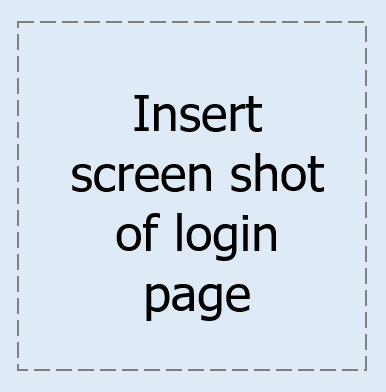 Insert
screen shot
of login
page